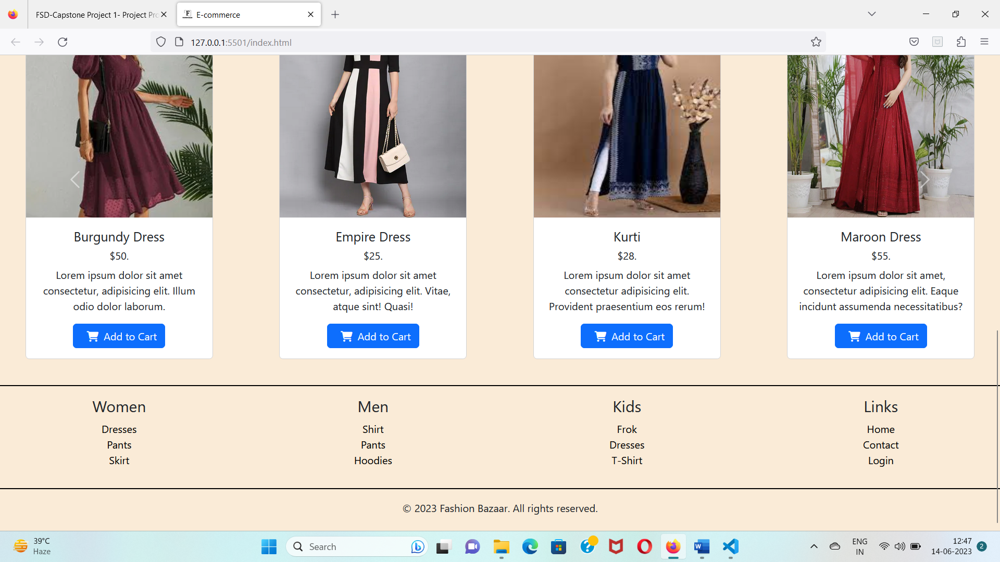 FSD-Capstone Project 1- Project Pro
E-commerce
127.0.0.1:5501/index.html
Burgundy Dress
$50.
Lorem ipsum dolor sit amet
consectetur, adipisicing elit. Illum
odio dolor laborum.
Add to Cart
Empire Dress
$25.
Lorem ipsum dolor sit amet
consectetur, adipisicing elit. Vitae,
atque sint! Quasi!
Add to Cart
Kurti
$28.
Lorem ipsum dolor sit amet
consectetur adipisicing elit.
Provident praesentium eos rerum!
Add to Cart
Maroon Dress
$55.
Lorem ipsum dolor sit amet,
consectetur adipisicing elit. Eaque
incidunt assumenda necessitatibus?
Add to Cart
Women
Dresses
Pants
Skirt
Men
Shirt
Pants
Hoodies
Kids
Frok
Dresses
T-Shirt
Links
Home
Contact
Login
© 2023 Fashion Bazaar. All rights reserved.
39°C
Haze
Search
ENG
IN
12:47
14-06-2023
2